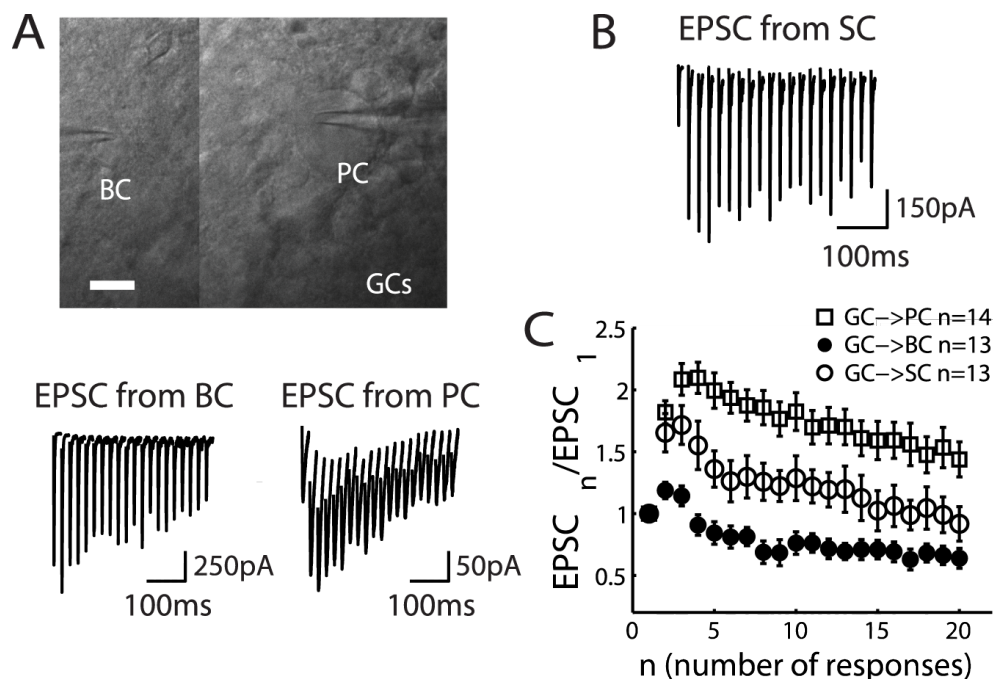 A
BC
PC
GCs
EPSC from BC
250pA
100ms
EPSC from PC
50pA
100ms
B
EPSC from SC
150pA
100ms
C
GC->PC n=14
GC->BC n=13
GC->SC n=13
EPSC n/EPSC 1
2.5
2
1.5
1
0.5
0 5 10 15 20
n (number of responses)